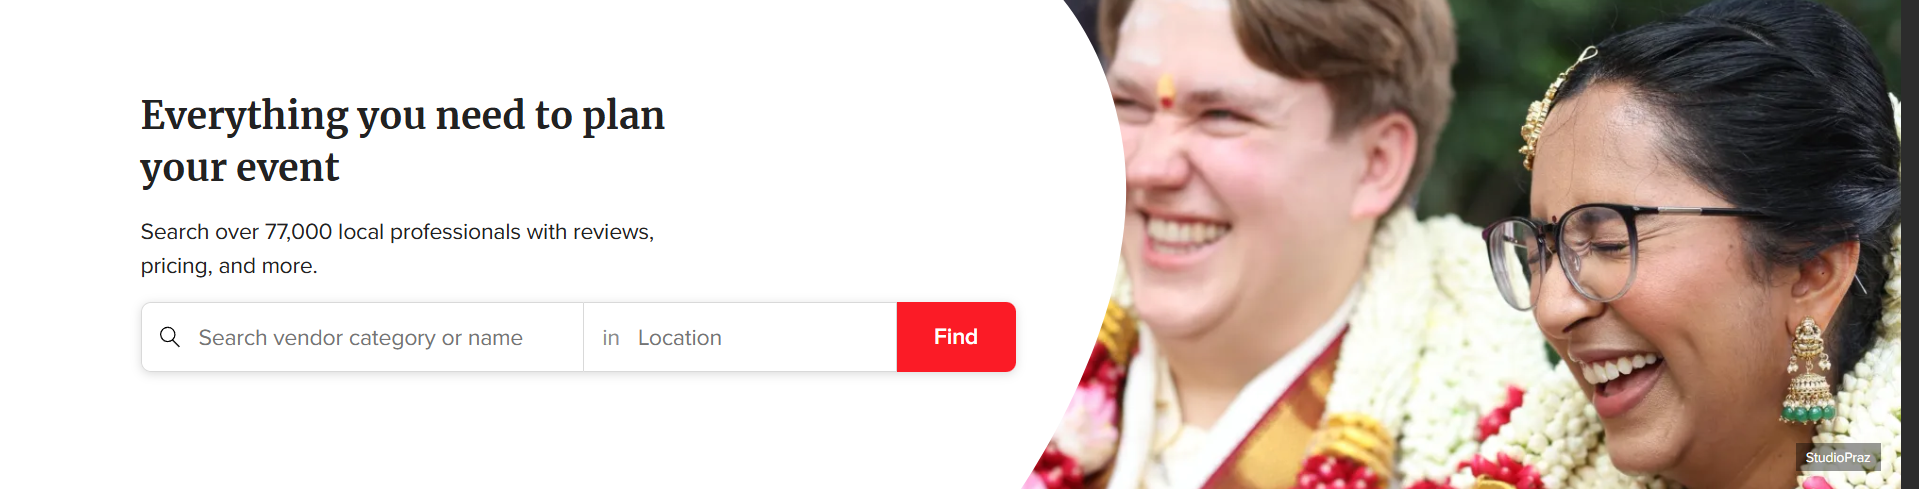 Everything you need to plan
your event
Search over 77,000 local professionals with reviews,
pricing, and more.
Search vendor category or name
in Location
Find
StudioPraz